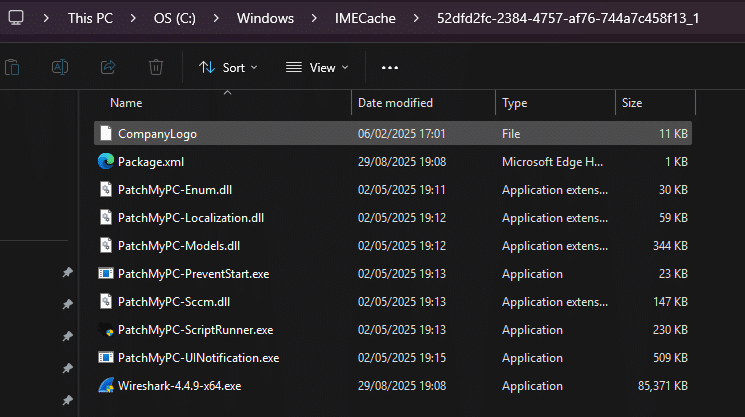 This PC > OS (C:) > Windows > IMECache > 52dfd2fc-2384-4757-af76-744a7c458f13_1
Sort View
Name Date modified Type Size
CompanyLogo 06/02/2025 17:01 File 11 KB
Package.xml 29/08/2025 19:08 Microsoft Edge H... 1 KB
PatchMyPC-Enum.dll 02/05/2025 19:11 Application extens... 30 KB
PatchMyPC-Localization.dll 02/05/2025 19:12 Application extens... 59 KB
PatchMyPC-Models.dll 02/05/2025 19:12 Application extens... 344 KB
PatchMyPC-PreventStart.exe 02/05/2025 19:13 Application 23 KB
PatchMyPC-Sccm.dll 02/05/2025 19:13 Application extens... 147 KB
PatchMyPC-ScriptRunner.exe 02/05/2025 19:13 Application 230 KB
PatchMyPC-UINotification.exe 02/05/2025 19:15 Application 509 KB
Wireshark-4.4.9-x64.exe 29/08/2025 19:08 Application 85,371 KB